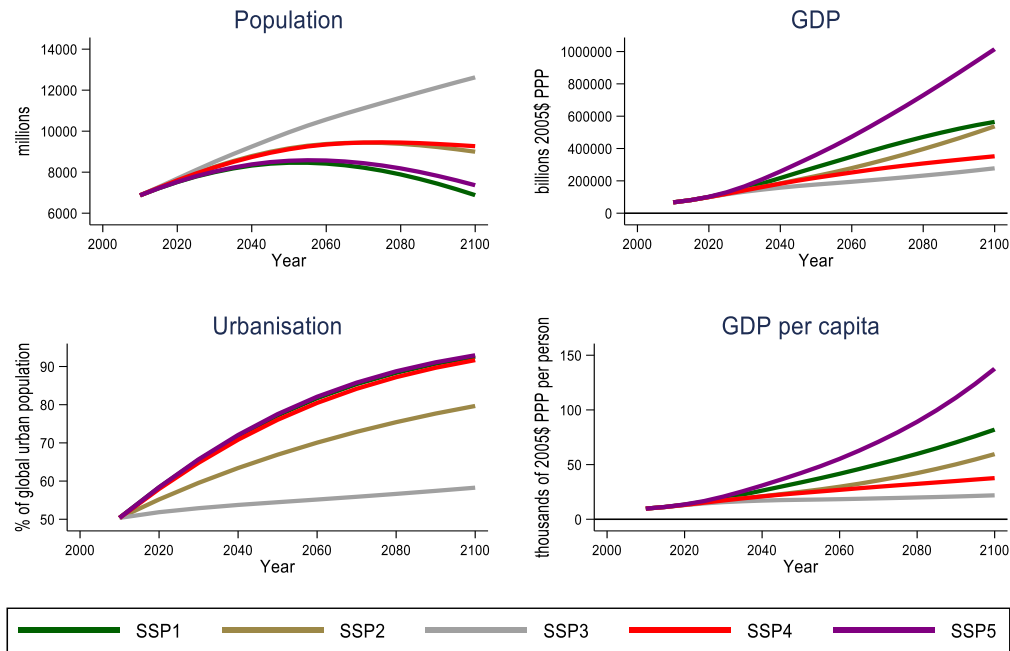 Population
millions
14000
12000
10000
8000
6000
2000
2020
2040
2060
2080
2100
Year
GDP
billions 2005$ PPP
1000000
800000
600000
400000
200000
0
2000
2020
2040
2060
2080
2100
Year
Urbanisation
% of global urban population
90
80
70
60
50
2000
2020
2040
2060
2080
2100
Year
GDP per capita
thousands of 2005$ PPP per person
150
100
50
0
2000
2020
2040
2060
2080
2100
Year
SSP1
SSP2
SSP3
SSP4
SSP5